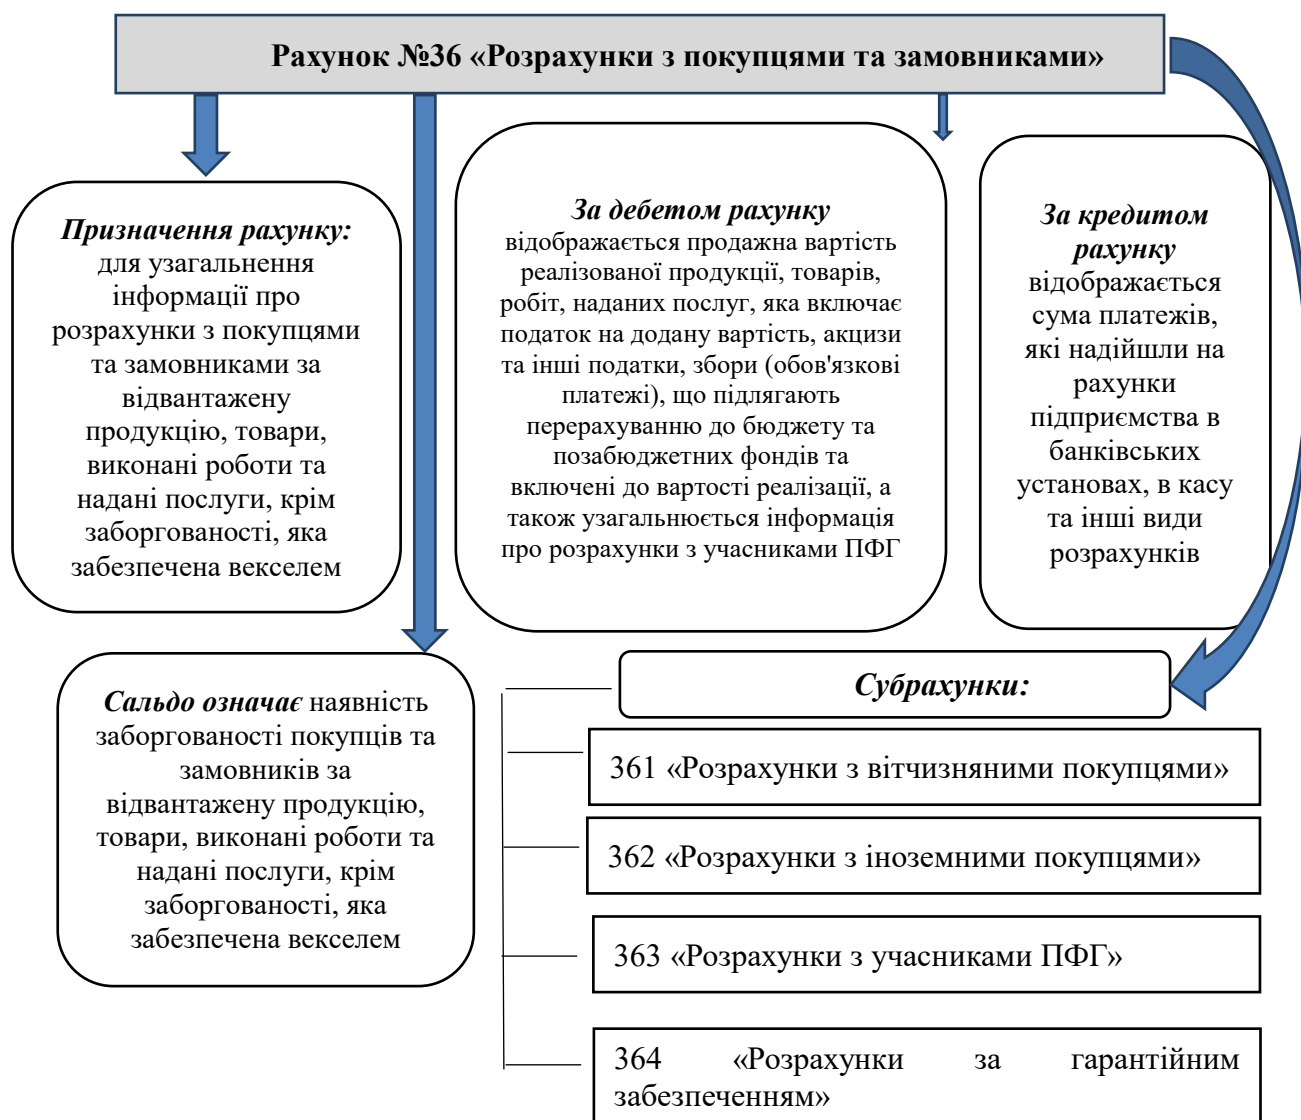 Рахунок №36 «Розрахунки з покупцями та замовниками»
Призначення рахунку:
для узагальнення
інформації про
розрахунки з покупцями
та замовниками за
відвантажену
продукцію, товари,
виконані роботи та
надані послуги, крім
заборгованості, яка
забезпечена векселем
За дебетом рахунку
відображається продажна вартість
реалізованої продукції, товарів,
робіт, наданих послуг, яка включає
податок на додану вартість, акцизи
та інші податки, збори (обов'язкові
платежі), що підлягають
перерахуванню до бюджету та
позабюджетних фондів та
включені до вартості реалізації, а
також узагальнюється інформація
про розрахунки з учасниками ПФГ
За кредитом
рахунку
відображається
сума платежів,
які надійшли на
рахунки
підприємства в
банківських
установах, в касу
та інші види
розрахунків
Сальдо означає наявність
заборгованості покупців та
замовників за
відвантажену продукцію,
товари, виконані роботи та
надані послуги, крім
заборгованості, яка
забезпечена векселем
Субрахунки:
361 «Розрахунки з вітчизняними покупцями»
362 «Розрахунки з іноземними покупцями»
363 «Розрахунки з учасниками ПФГ»
364 «Розрахунки за гарантійним
забезпеченням»